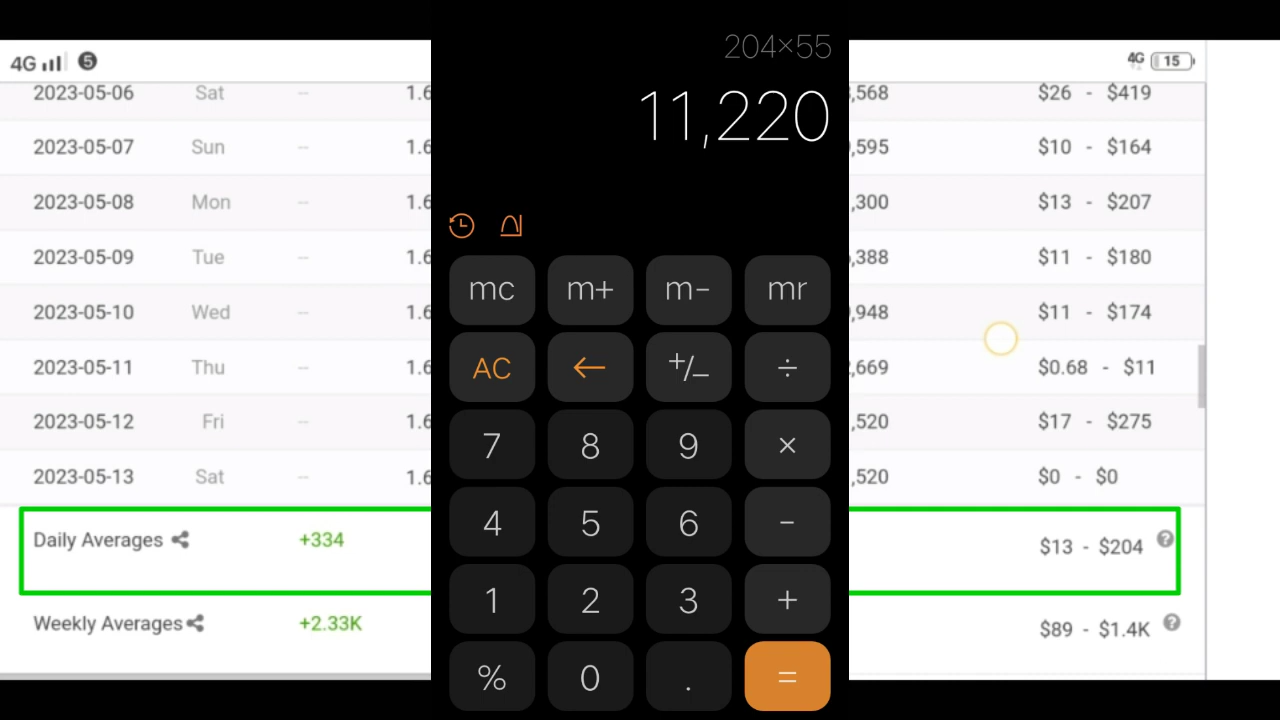 4G 5 4G 15
204×55
11,220
2023-05-06 Sat -- 1.6 ,568 $26 - $419
2023-05-07 Sun -- 1.6 ,595 $10 - $164
2023-05-08 Mon -- 1.6 ,300 $13 - $207
2023-05-09 Tue -- 1.6 ,388 $11 - $180
2023-05-10 Wed -- 1.6 ,948 $11 - $174
2023-05-11 Thu -- 1.6 ,669 $0.68 - $11
2023-05-12 Fri -- 1.6 ,520 $17 - $275
2023-05-13 Sat -- 1.6 ,520 $0 - $0
Daily Averages +334 $13 - $204 ?
Weekly Averages +2.33K $89 - $1.4K ?
mc m+ m− mr
AC ← +/− ÷
7 8 9 ×
4 5 6 −
1 2 3 +
% 0 . =